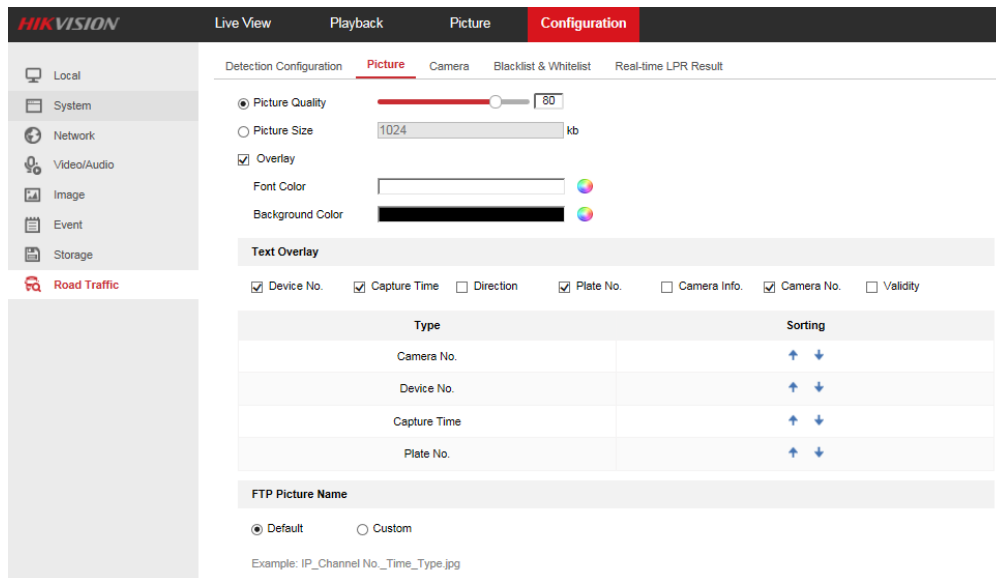 HIKVISION Live View Playback Picture Configuration
Local
System
Network
Video/Audio
Image
Event
Storage
Road Traffic
Detection Configuration Picture Camera Blacklist & Whitelist Real-time LPR Result
Picture Quality 80
Picture Size 1024 kb
Overlay
Font Color
Background Color
Text Overlay
Device No. Capture Time Direction Plate No. Camera Info. Camera No. Validity
Type Sorting
Camera No.
Device No.
Capture Time
Plate No.
FTP Picture Name
Default Custom
Example: IP_Channel No._Time_Type.jpg